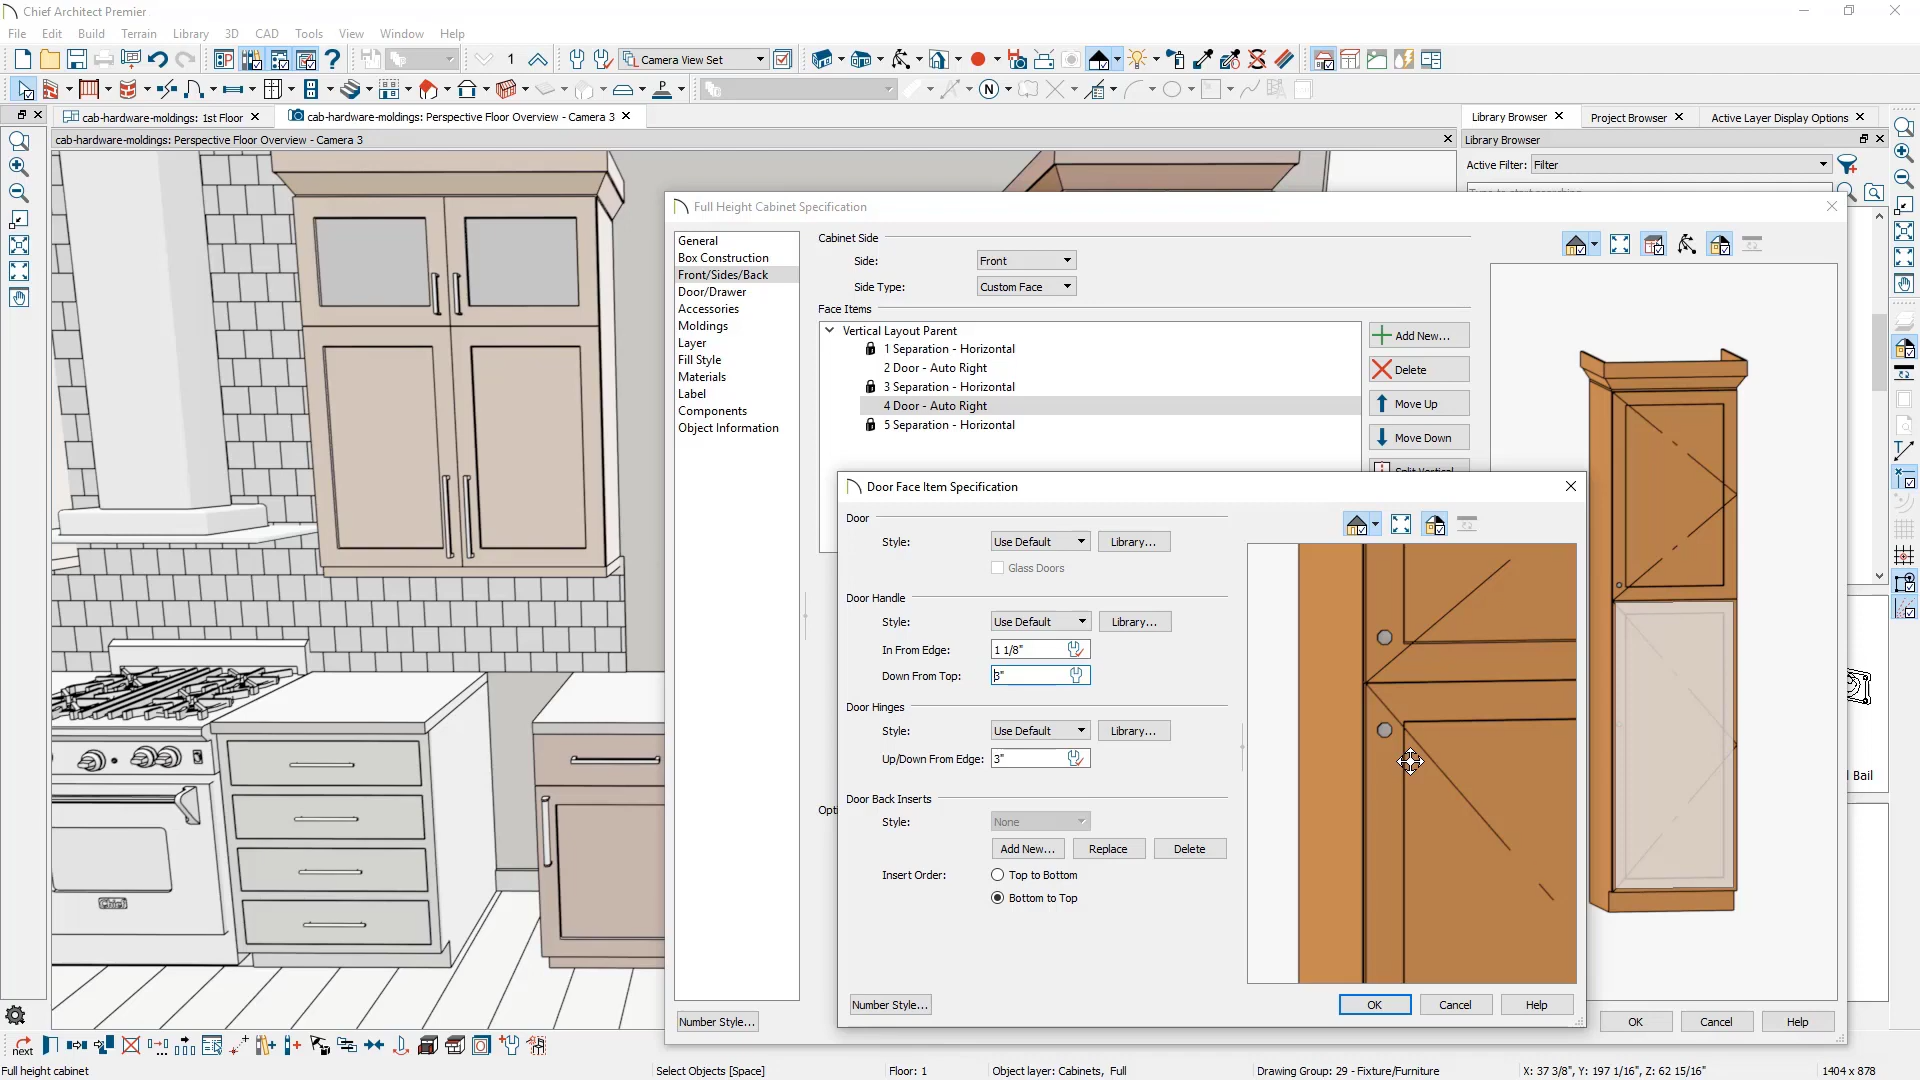 Chief Architect Premier
File Edit Build Terrain Library 3D CAD Tools View Window Help
1 Camera View Set
cab-hardware-moldings: 1st Floor
cab-hardware-moldings: Perspective Floor Overview - Camera 3
Library Browser Project Browser Active Layer Display Options
cab-hardware-moldings: Perspective Floor Overview - Camera 3
Library Browser
Active Filter: Filter
Full Height Cabinet Specification
General
Box Construction
Front/Sides/Back
Door/Drawer
Accessories
Moldings
Layer
Fill Style
Materials
Label
Components
Object Information
Cabinet Side
Side: Front
Side Type: Custom Face
Face Items
Vertical Layout Parent
1 Separation - Horizontal
2 Door - Auto Right
3 Separation - Horizontal
4 Door - Auto Right
5 Separation - Horizontal
Add New...
Delete
Move Up
Move Down
Door Face Item Specification
Door
Style: Use Default Library...
Glass Doors
Door Handle
Style: Use Default Library...
In From Edge: 1 1/8"
Down From Top: 3"
Door Hinges
Style: Use Default Library...
Up/Down From Edge: 3"
Door Back Inserts
Style: None
Add New... Replace Delete
Insert Order: Top to Bottom
Bottom to Top
Number Style... OK Cancel Help
Opti
Bail
Number Style... OK Cancel Help
next
Full height cabinet Select Objects [Space] Floor: 1 Object layer: Cabinets, Full Drawing Group: 29 - Fixture/Furniture X: 37 3/8", Y: 197 1/16", Z: 62 15/16" 1404 x 878